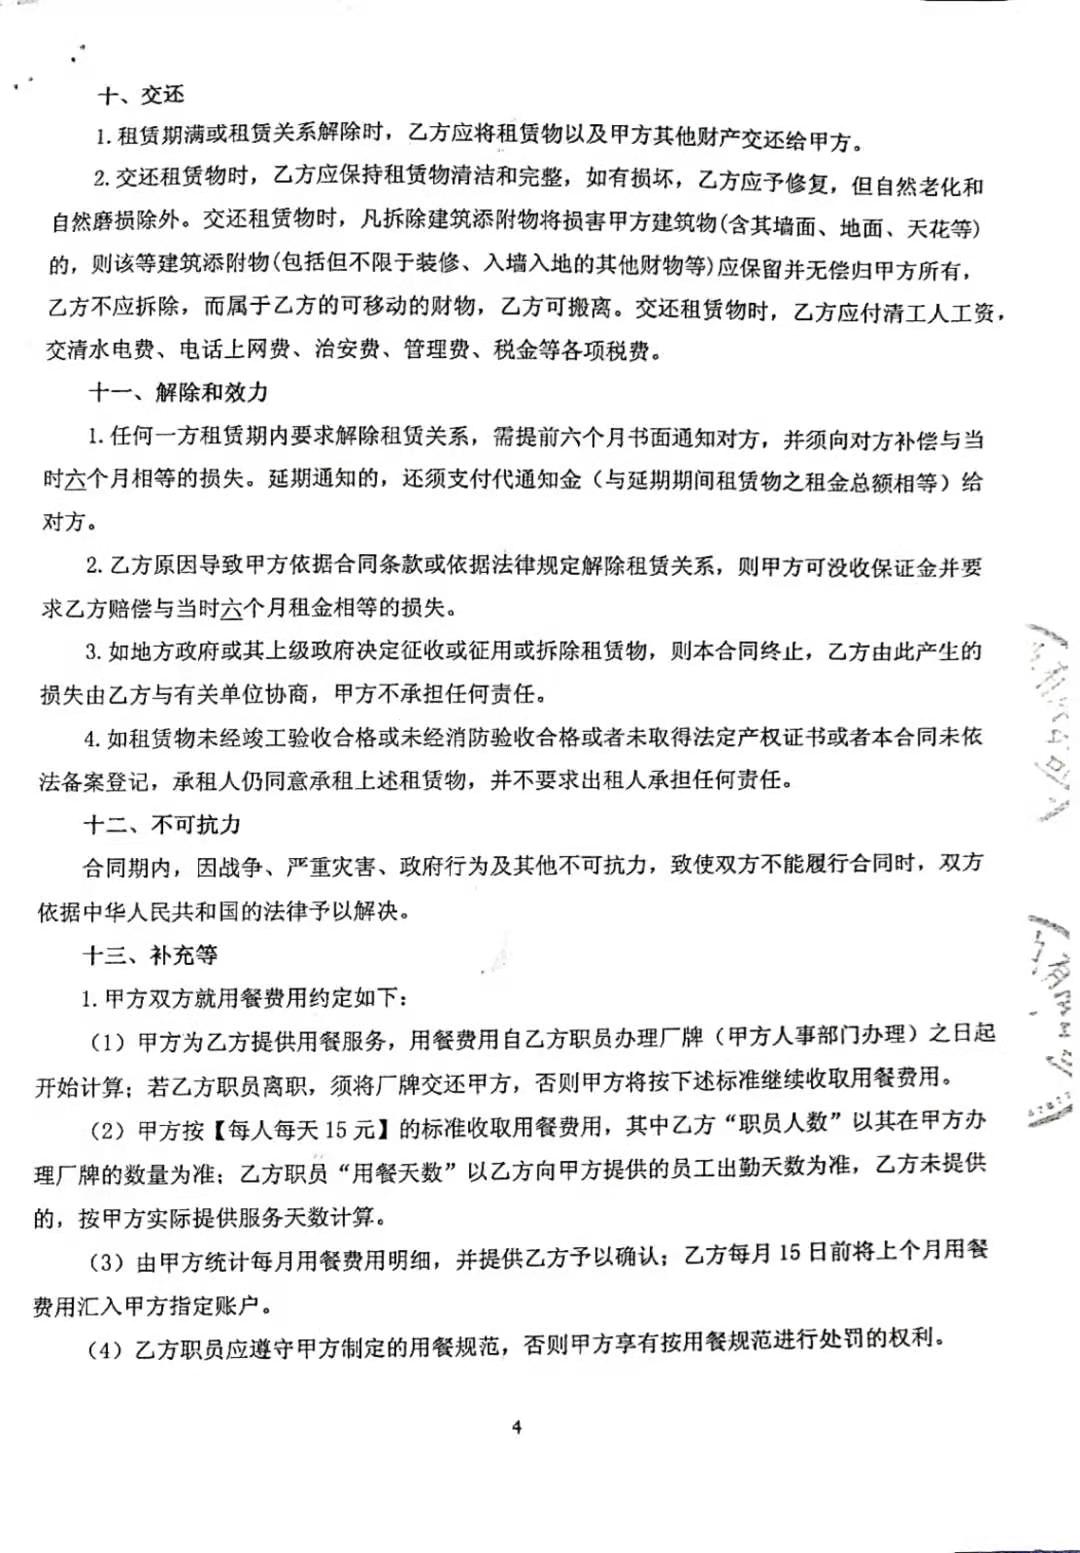 十、交还
1.租赁期满或租赁关系解除时，乙方应将租赁物以及甲方其他财产交还给甲方。
2.交还租赁物时，乙方应保持租赁物清洁和完整，如有损坏，乙方应予修复，但自然老化和
自然磨损除外。交还租赁物时，凡拆除建筑添附物将损害甲方建筑物(含其墙面、地面、天花等)
的，则该等建筑添附物(包括但不限于装修、入墙入地的其他财物等)应保留并无偿归甲方所有，
乙方不应拆除，而属于乙方的可移动的财物，乙方可搬离。交还租赁物时，乙方应付清工人工资，
交清水电费、电话上网费、治安费、管理费、税金等各项税费。
十一、解除和效力
1.任何一方租赁期内要求解除租赁关系，需提前六个月书面通知对方，并须向对方补偿与当
时六个月相等的损失。延期通知的，还须支付代通知金（与延期期间租赁物之租金总额相等）给
对方。
2.乙方原因导致甲方依据合同条款或依据法律规定解除租赁关系，则甲方可没收保证金并要
求乙方赔偿与当时六个月租金相等的损失。
3.如地方政府或其上级政府决定征收或征用或拆除租赁物，则本合同终止，乙方由此产生的
损失由乙方与有关单位协商，甲方不承担任何责任。
4.如租赁物未经竣工验收合格或未经消防验收合格或者未取得法定产权证书或者本合同未依
法备案登记，承租人仍同意承租上述租赁物，并不要求出租人承担任何责任。
十二、不可抗力
合同期内，因战争、严重灾害、政府行为及其他不可抗力，致使双方不能履行合同时，双方
依据中华人民共和国的法律予以解决。
十三、补充等
1.甲方双方就用餐费用约定如下：
（1）甲方为乙方提供用餐服务，用餐费用自乙方职员办理厂牌（甲方人事部门办理）之日起
开始计算；若乙方职员离职，须将厂牌交还甲方，否则甲方将按下述标准继续收取用餐费用。
（2）甲方按【每人每天15元】的标准收取用餐费用，其中乙方“职员人数”以其在甲方办
理厂牌的数量为准；乙方职员“用餐天数”以乙方向甲方提供的员工出勤天数为准，乙方未提供
的，按甲方实际提供服务天数计算。
（3）由甲方统计每月用餐费用明细，并提供乙方予以确认；乙方每月15日前将上个月用餐
费用汇入甲方指定账户。
（4）乙方职员应遵守甲方制定的用餐规范，否则甲方享有按用餐规范进行处罚的权利。
4